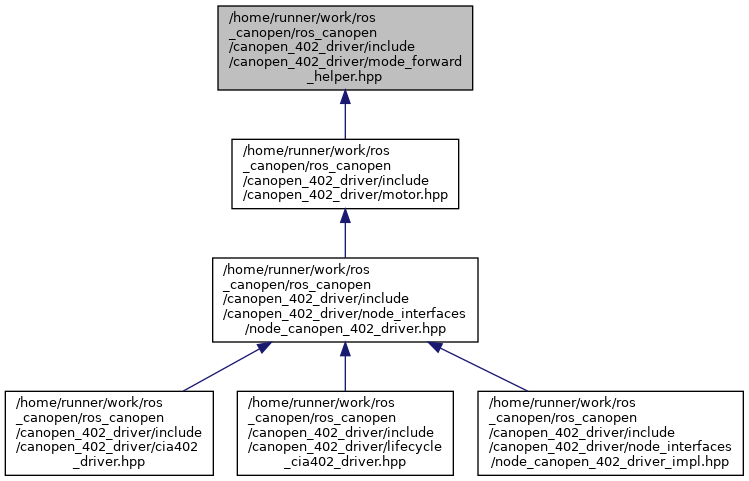 /home/runner/work/ros
_canopen/ros_canopen
/canopen_402_driver/include
/canopen_402_driver/mode_forward
_helper.hpp
/home/runner/work/ros
_canopen/ros_canopen
/canopen_402_driver/include
/canopen_402_driver/motor.hpp
/home/runner/work/ros
_canopen/ros_canopen
/canopen_402_driver/include
/canopen_402_driver/node_interfaces
/node_canopen_402_driver.hpp
/home/runner/work/ros
_canopen/ros_canopen
/canopen_402_driver/include
/canopen_402_driver/cia402
_driver.hpp
/home/runner/work/ros
_canopen/ros_canopen
/canopen_402_driver/include
/canopen_402_driver/lifecycle
_cia402_driver.hpp
/home/runner/work/ros
_canopen/ros_canopen
/canopen_402_driver/include
/canopen_402_driver/node_interfaces
/node_canopen_402_driver_impl.hpp